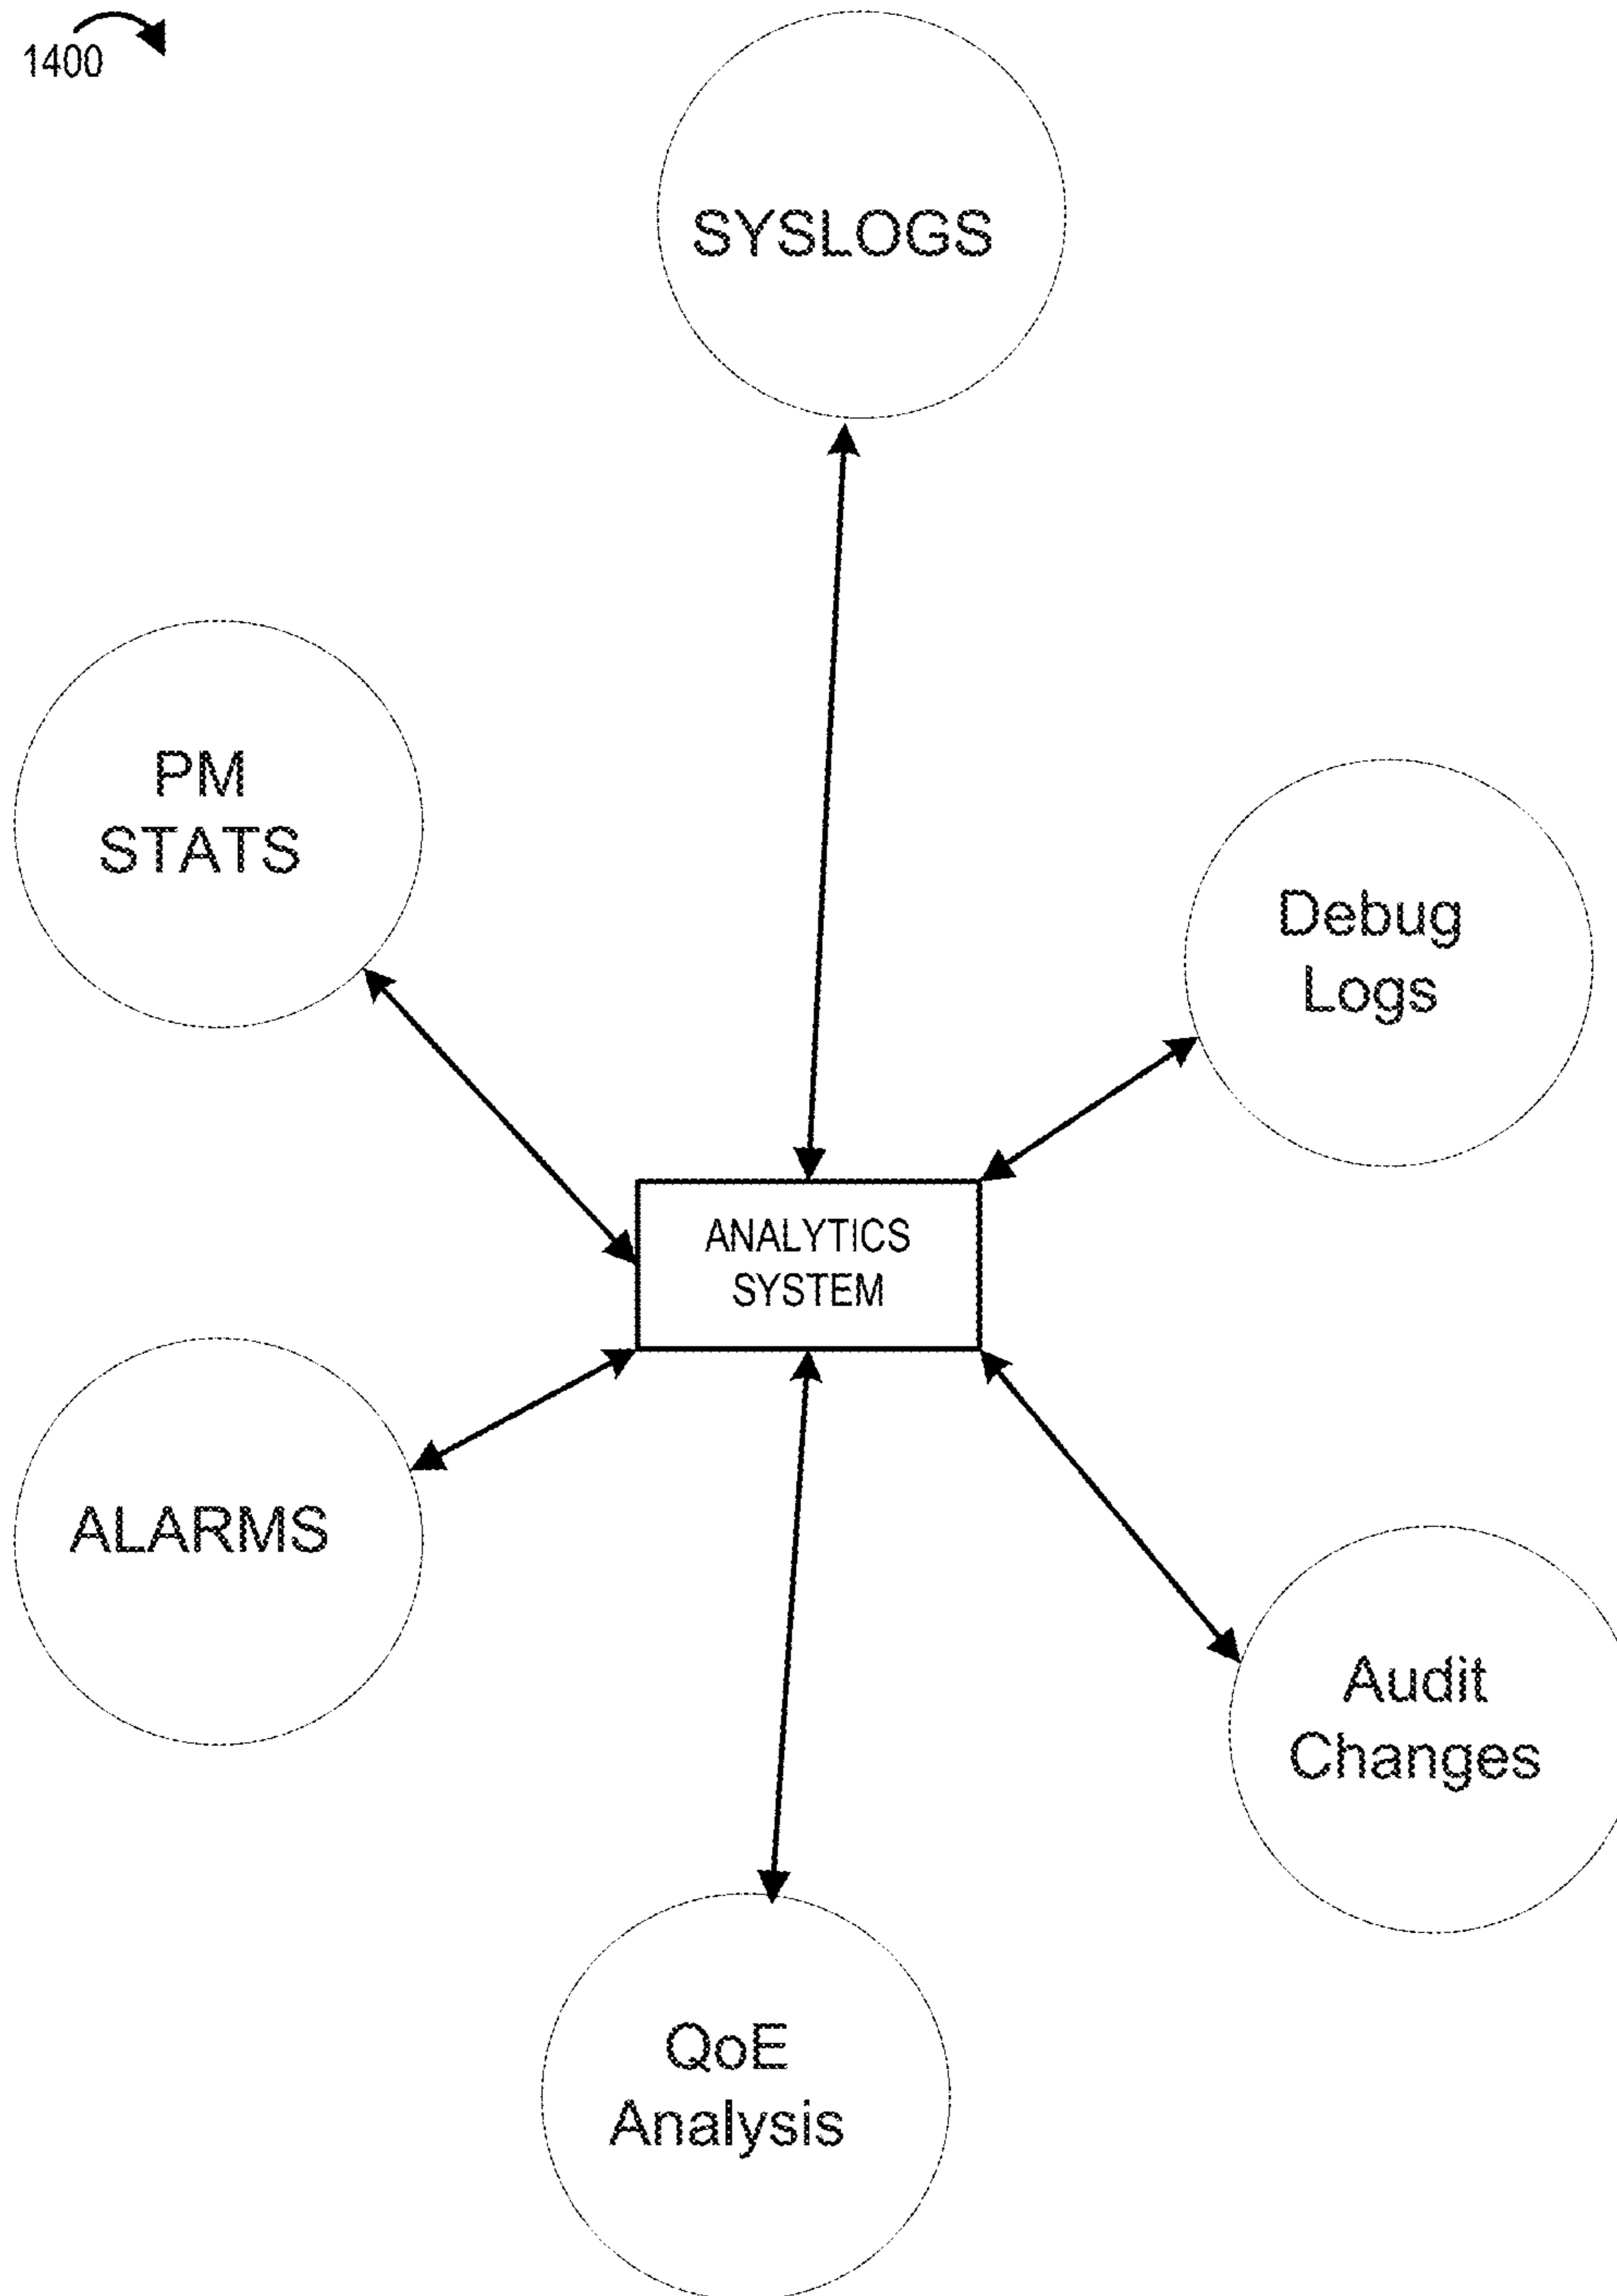 1400
SYSLOGS
PM
STATS
Debug
Logs
ANALYTICS
SYSTEM
ALARMS
Audit
Changes
QoE
Analysis